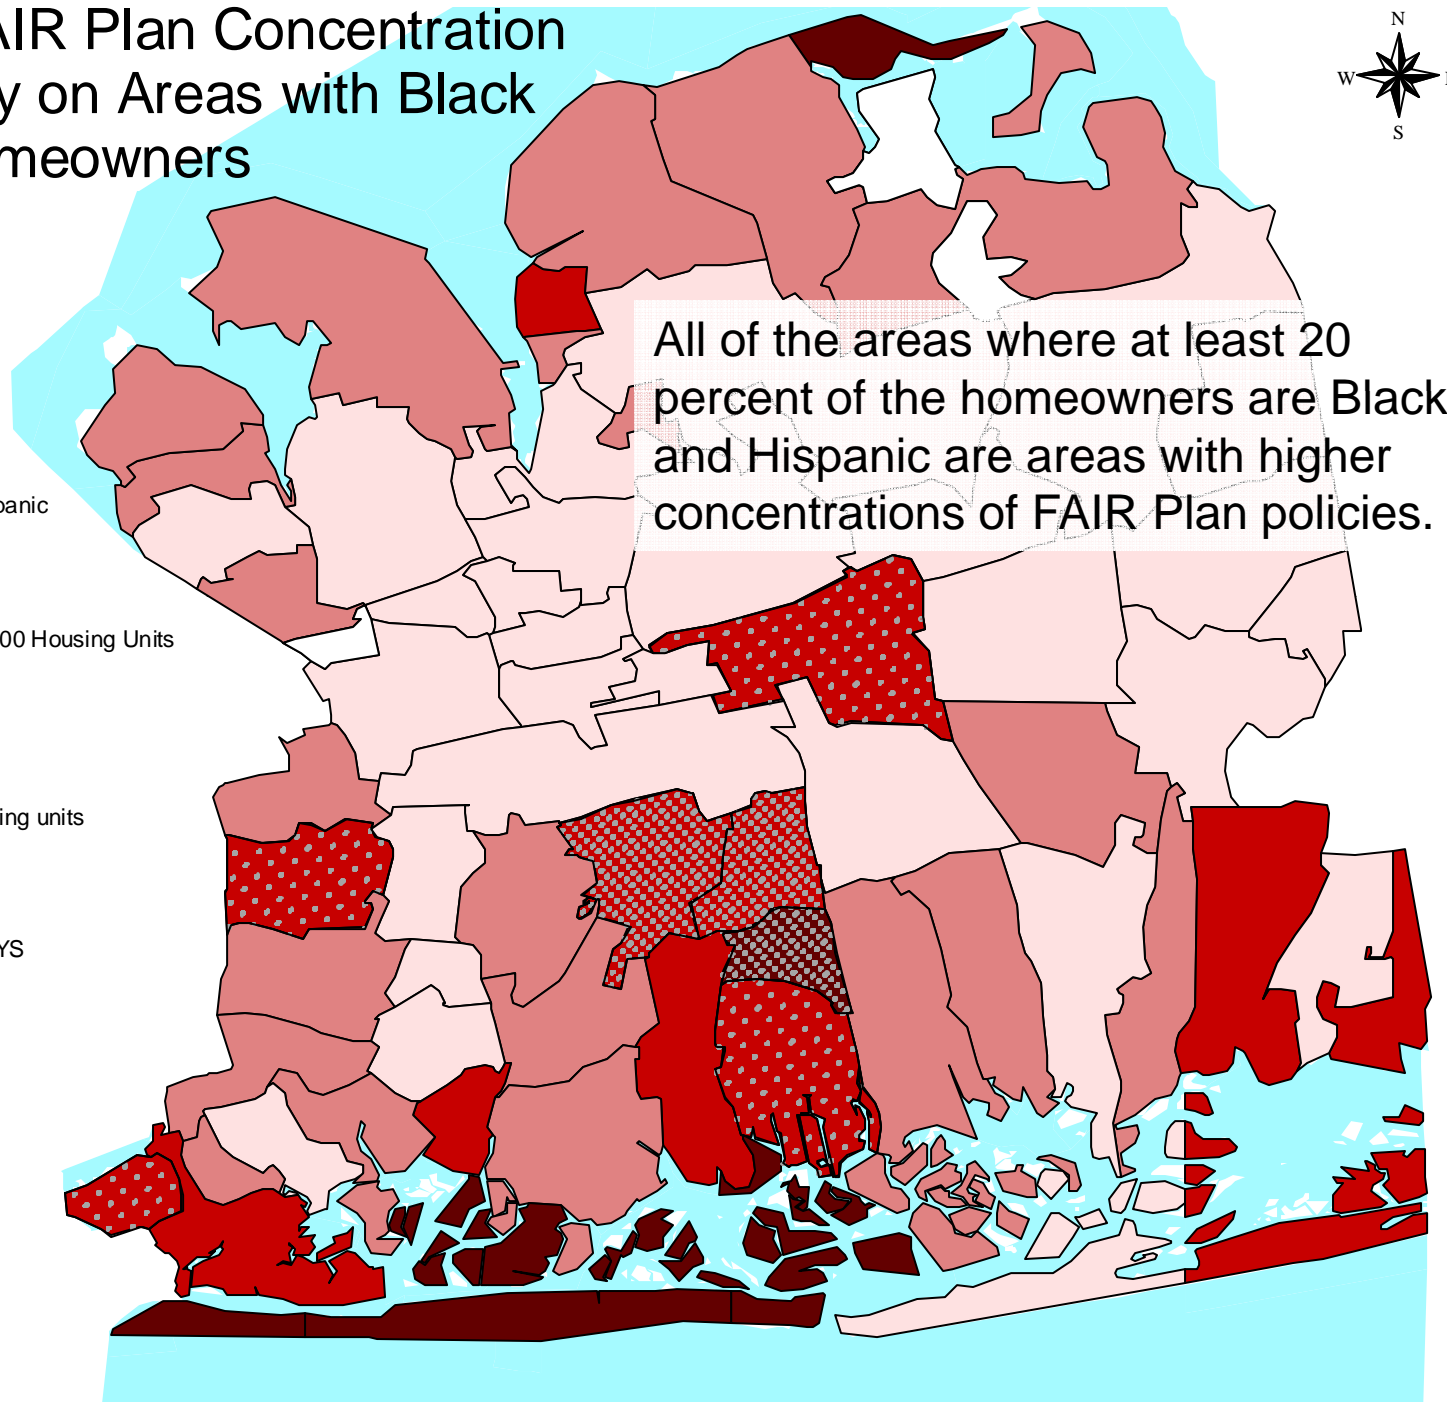 AIR Plan Concentration
y on Areas with Black
meowners
N
W
S
All of the areas where at least 20
percent of the homeowners are Black
and Hispanic are areas with higher
concentrations of FAIR Plan policies.
panic
00 Housing Units
ing units
YS